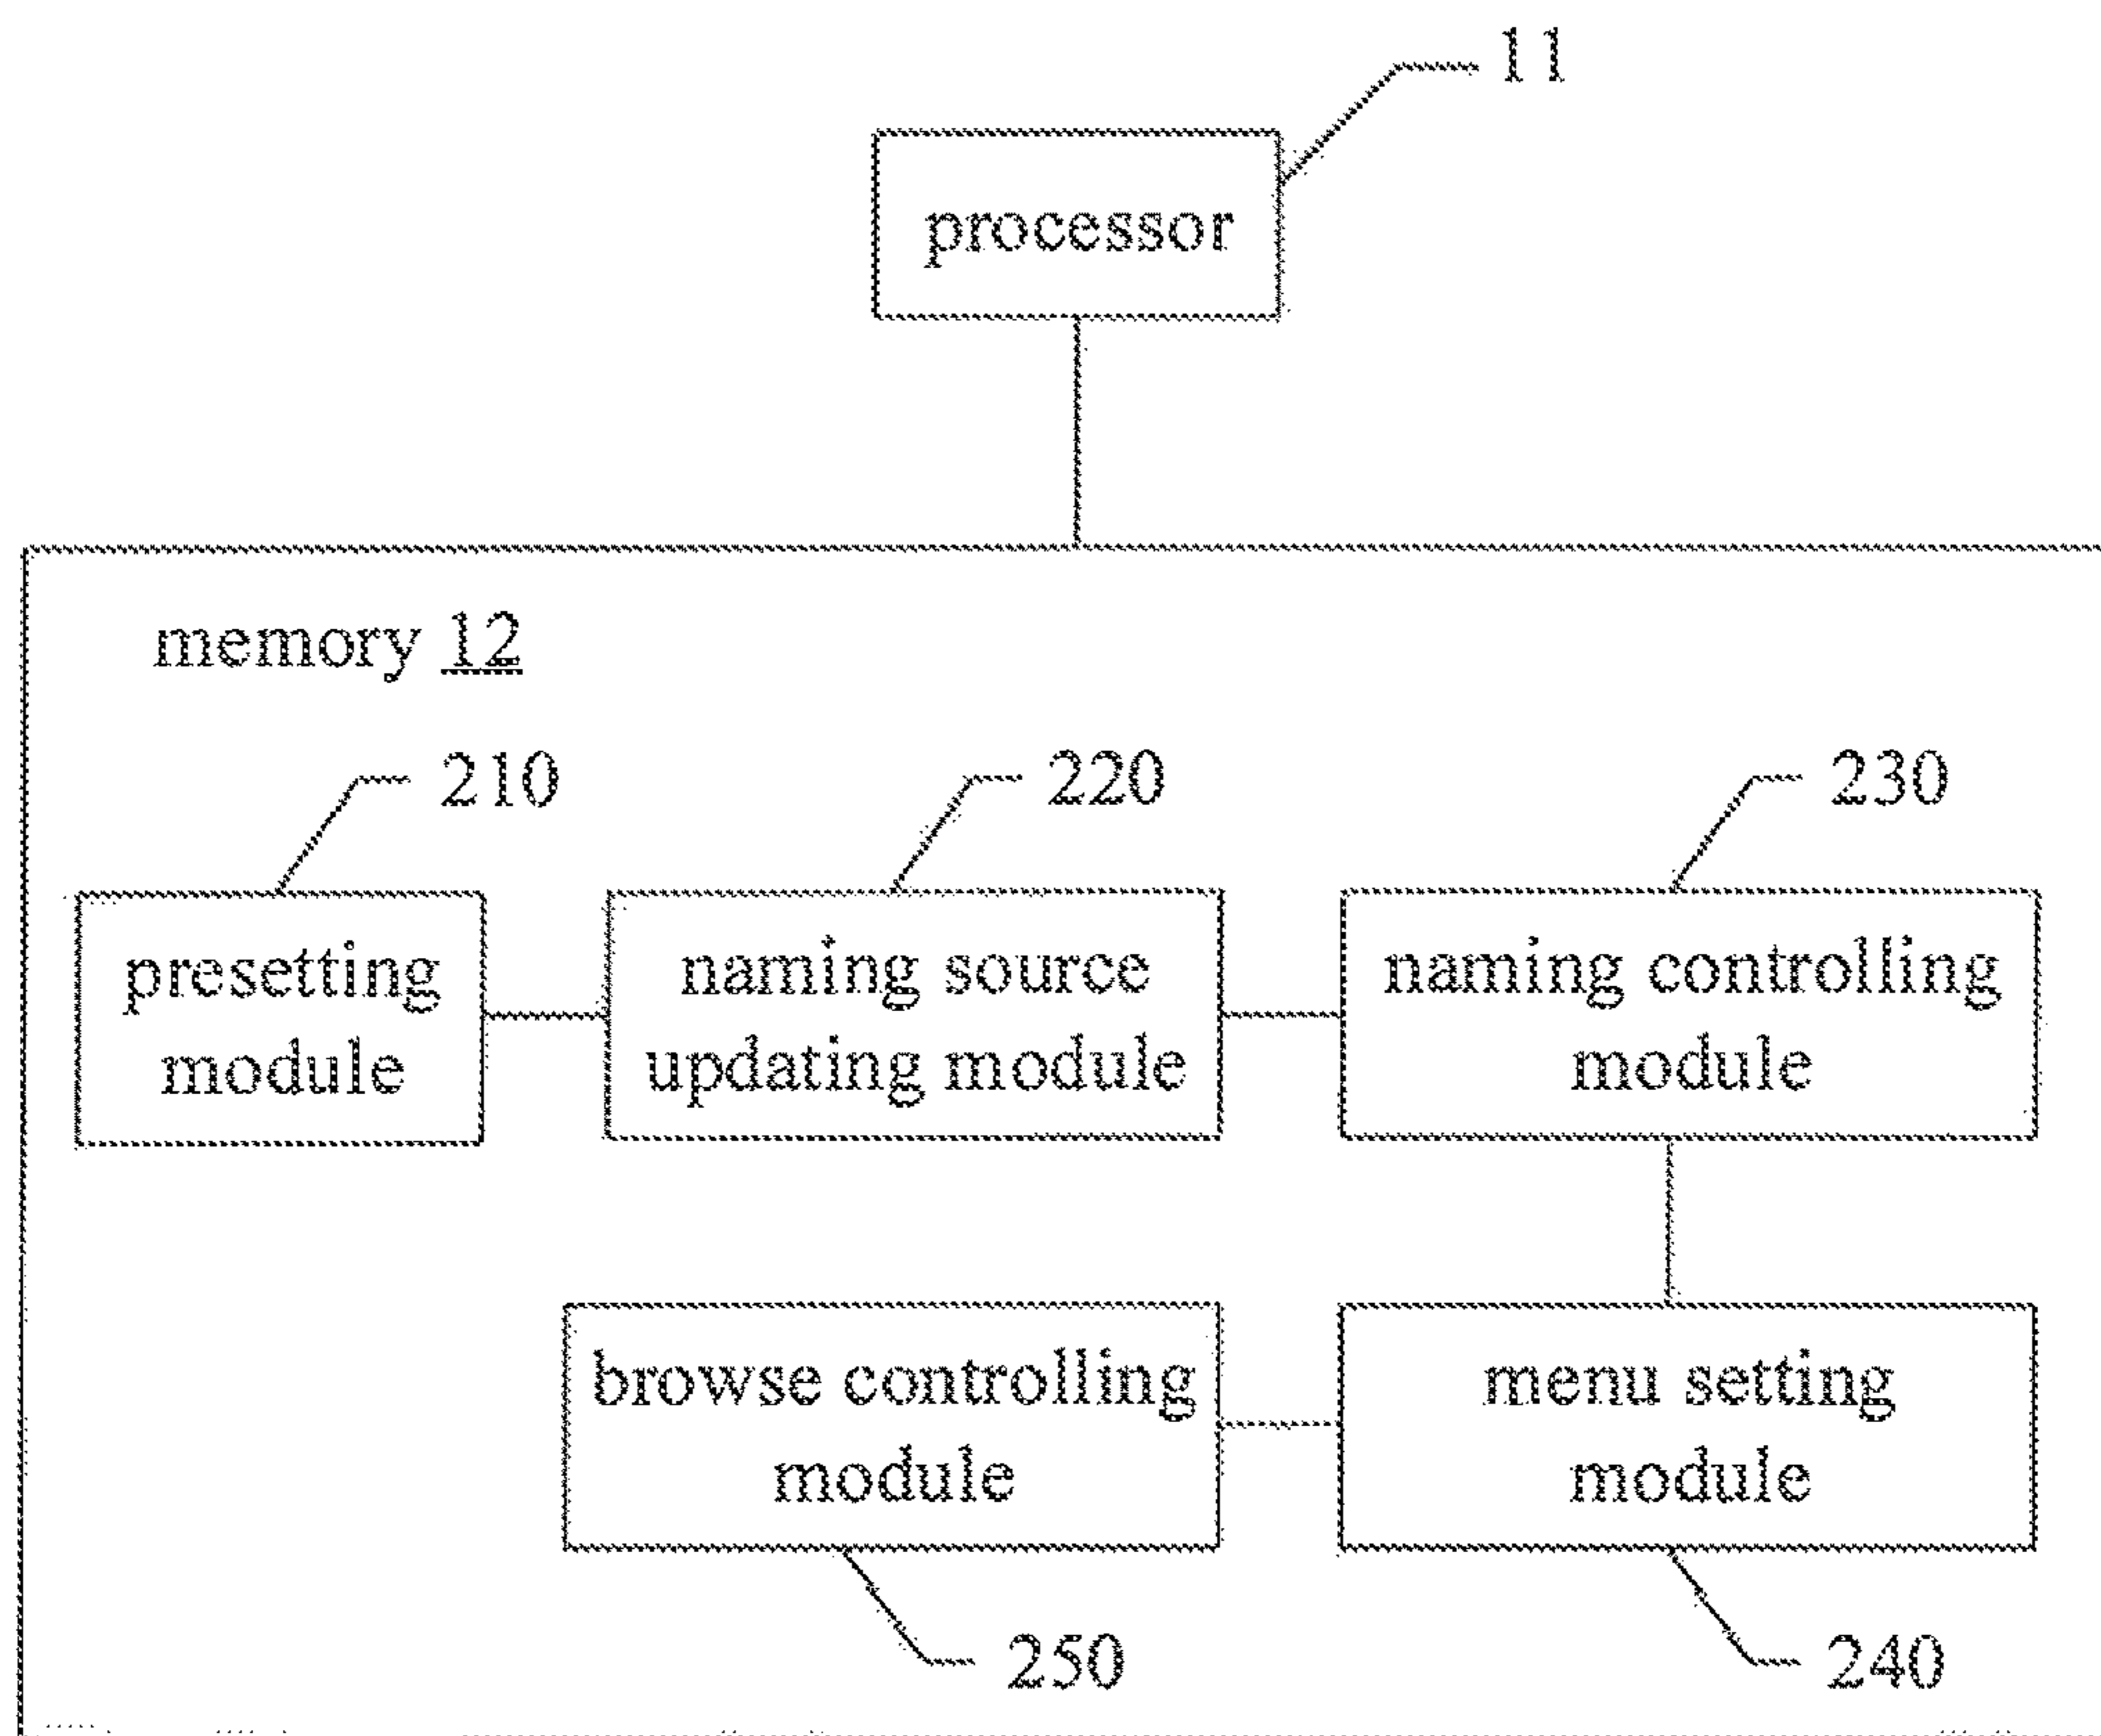 11
processor
memory 12
210
220
230
presetting
module
naming source
updating module
naming controlling
module
browse controlling
module
menu setting
module
250
240